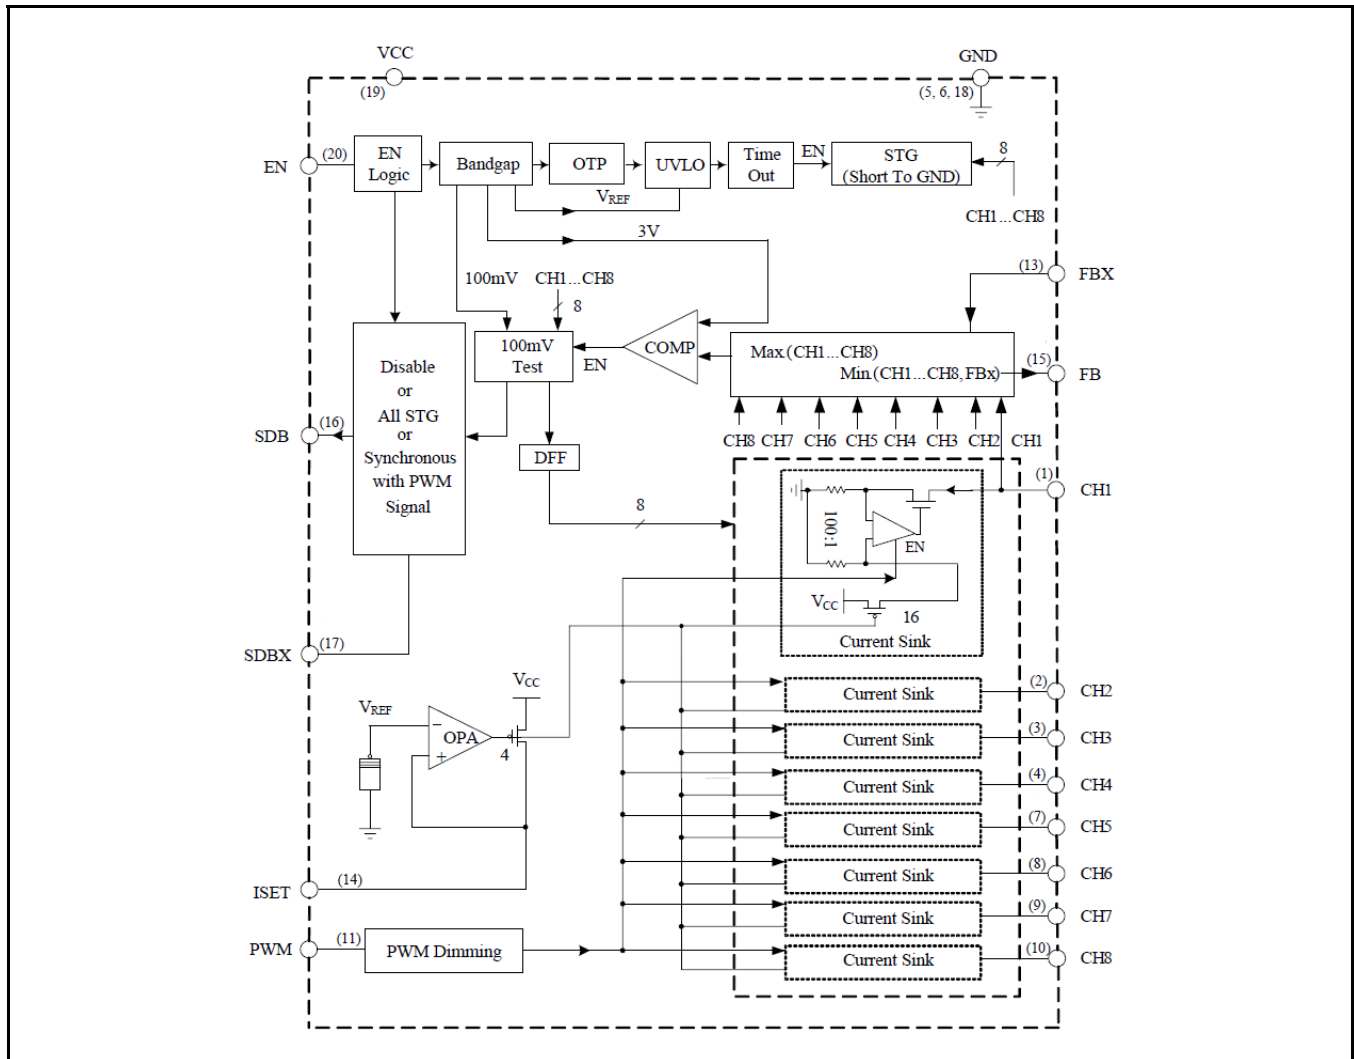 VCC
GND
(19)
(5, 6, 18)
EN
(20)
EN
Logic
Bandgap
OTP
UVLO
Time
Out
EN
STG
(Short To GND)
8
VREF
CH1...CH8
3V
(13)
FBX
100mV
CH1...CH8
8
100mV
Test
EN
COMP
Max.(CH1...CH8)
Min.(CH1...CH8,FBx)
(15)
FB
Disable
or
All STG
or
Synchronous
with PWM
Signal
SDB
(16)
CH8
CH7
CH6
CH5
CH4
CH3
CH2
CH1
DFF
8
(1)
CH1
100:1
EN
VCC
16
Current Sink
SDBX
(17)
VCC
VREF
OPA
4
Current Sink
(2)
CH2
Current Sink
(3)
CH3
Current Sink
(4)
CH4
Current Sink
(7)
CH5
Current Sink
(8)
CH6
ISET
(14)
Current Sink
(9)
CH7
PWM
(11)
PWM Dimming
Current Sink
(10)
CH8